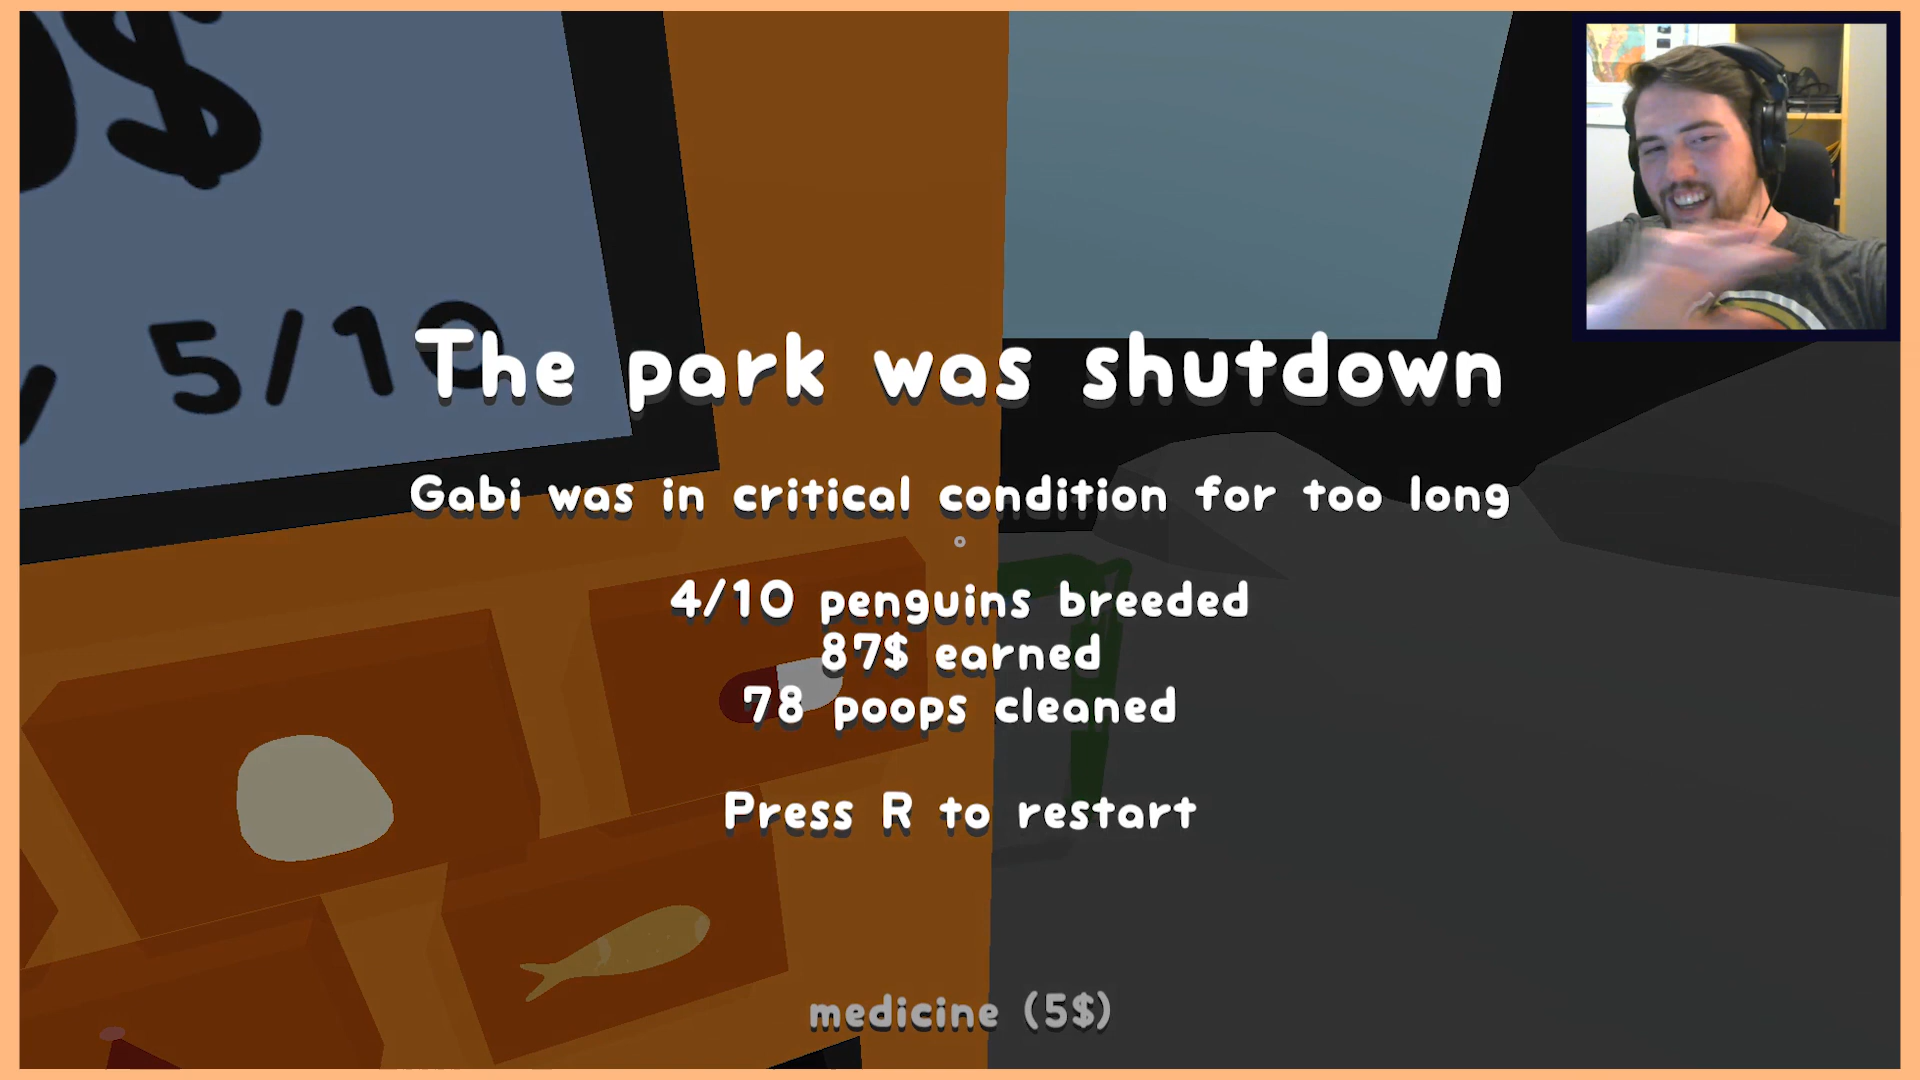 $
5/10
The park was shutdown
Gabi was in critical condition for too long
4/10 penguins breeded
87$ earned
78 poops cleaned
Press R to restart
medicine (5$)